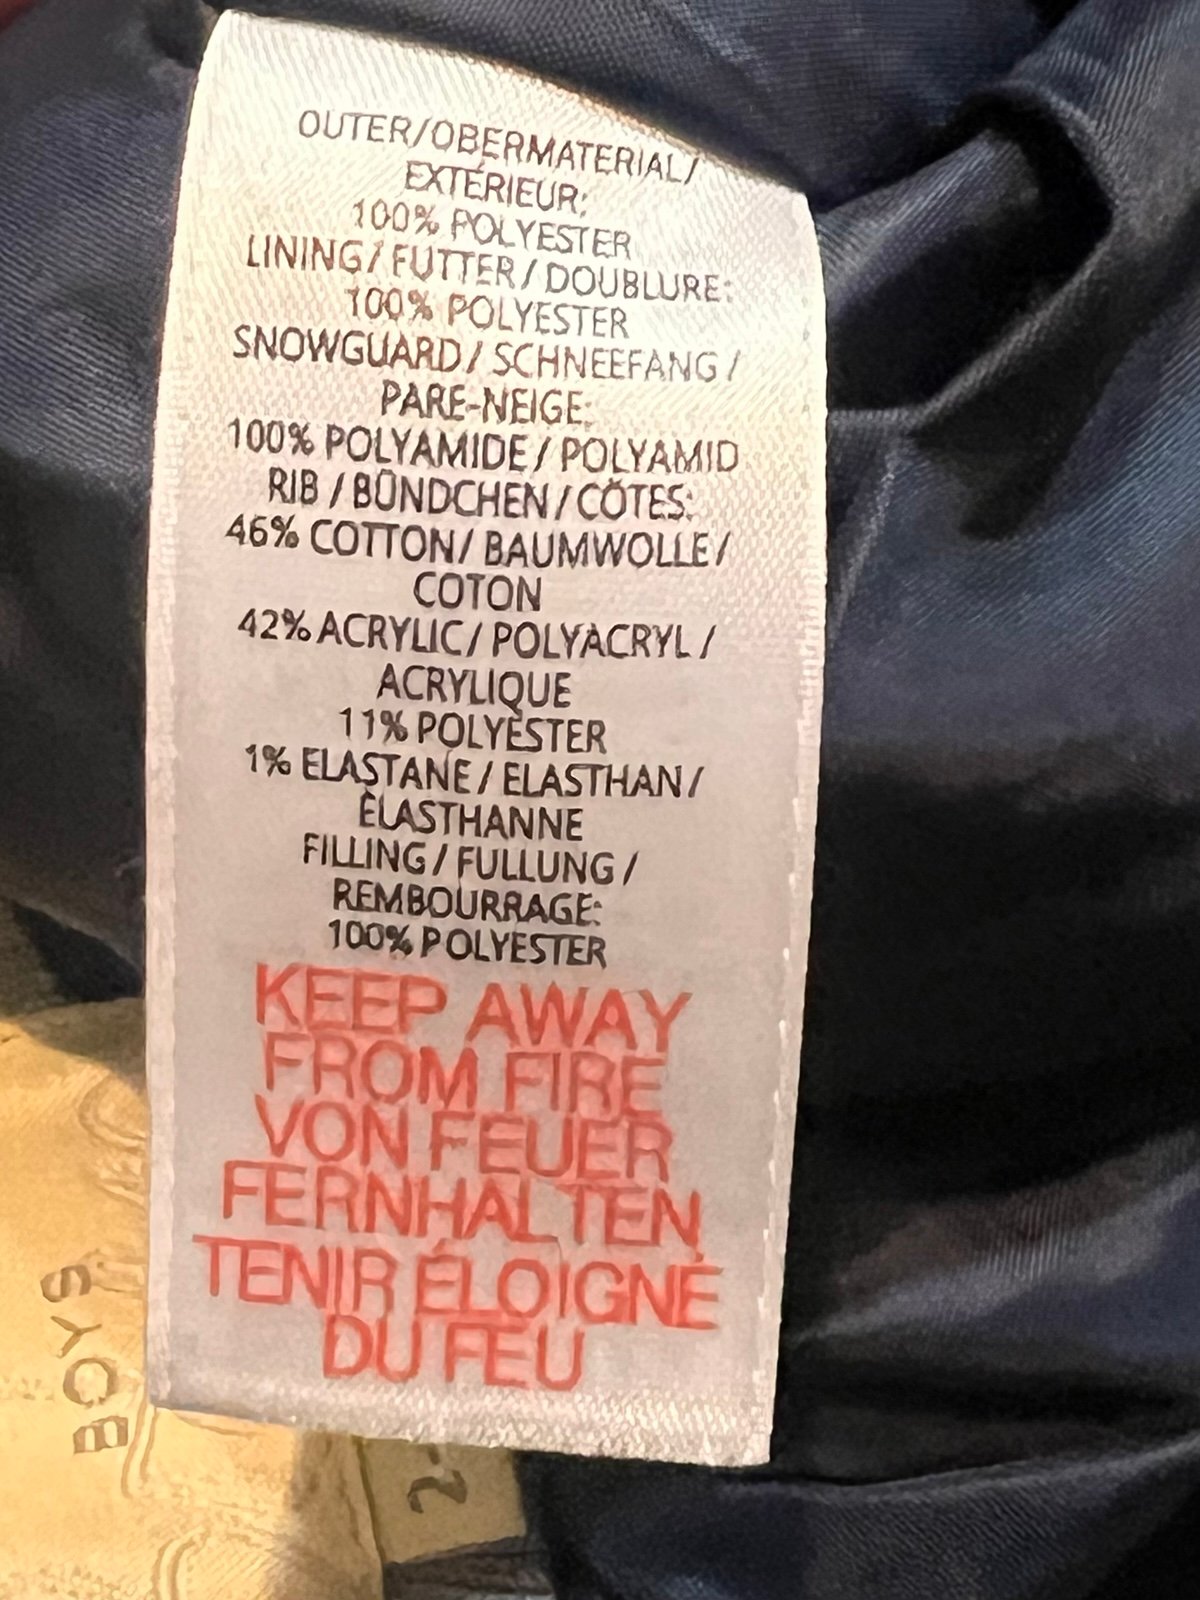 OUTER/OBERMATERIAL/
EXTÉRIEUR:
100% POLYESTER
LINING/FUTTER/DOUBLURE:
100% POLYESTER
SNOWGUARD/SCHNEEFANG/
PARE-NEIGE:
100% POLYAMIDE/POLYAMID
RIB/BÜNDCHEN/CÔTES:
46% COTTON/BAUMWOLLE/
COTON
42% ACRYLIC/POLYACRYL/
ACRYLIQUE
11% POLYESTER
1% ELASTANE/ELASTHAN/
ÉLASTHANNE
FILLING/FULLUNG/
REMBOURRAGE:
100% POLYESTER
KEEP AWAY
FROM FIRE
VON FEUER
FERNHALTEN
TENIR ÉLOIGNÉ
DU FEU
BOYS
2-